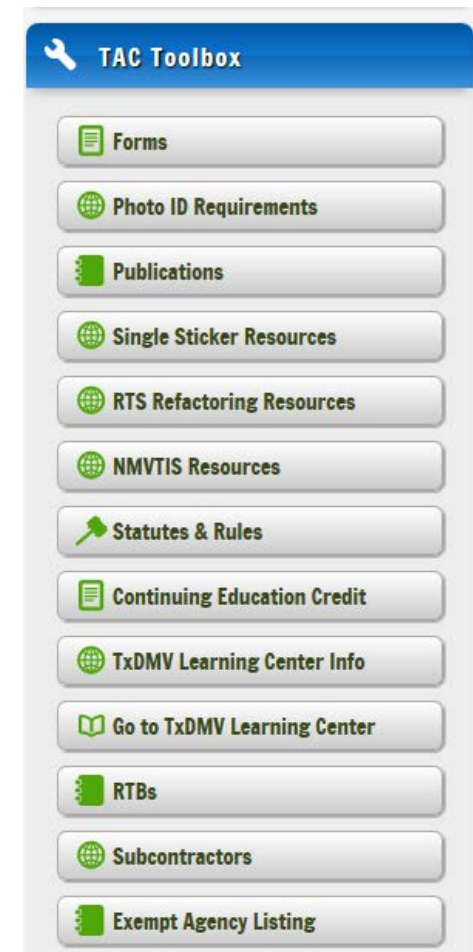 TAC Toolbox
Forms
Photo ID Requirements
Publications
Single Sticker Resources
RTS Refactoring Resources
NMVTIS Resources
Statutes & Rules
Continuing Education Credit
TxDMV Learning Center Info
Go to TxDMV Learning Center
RTBs
Subcontractors
Exempt Agency Listing